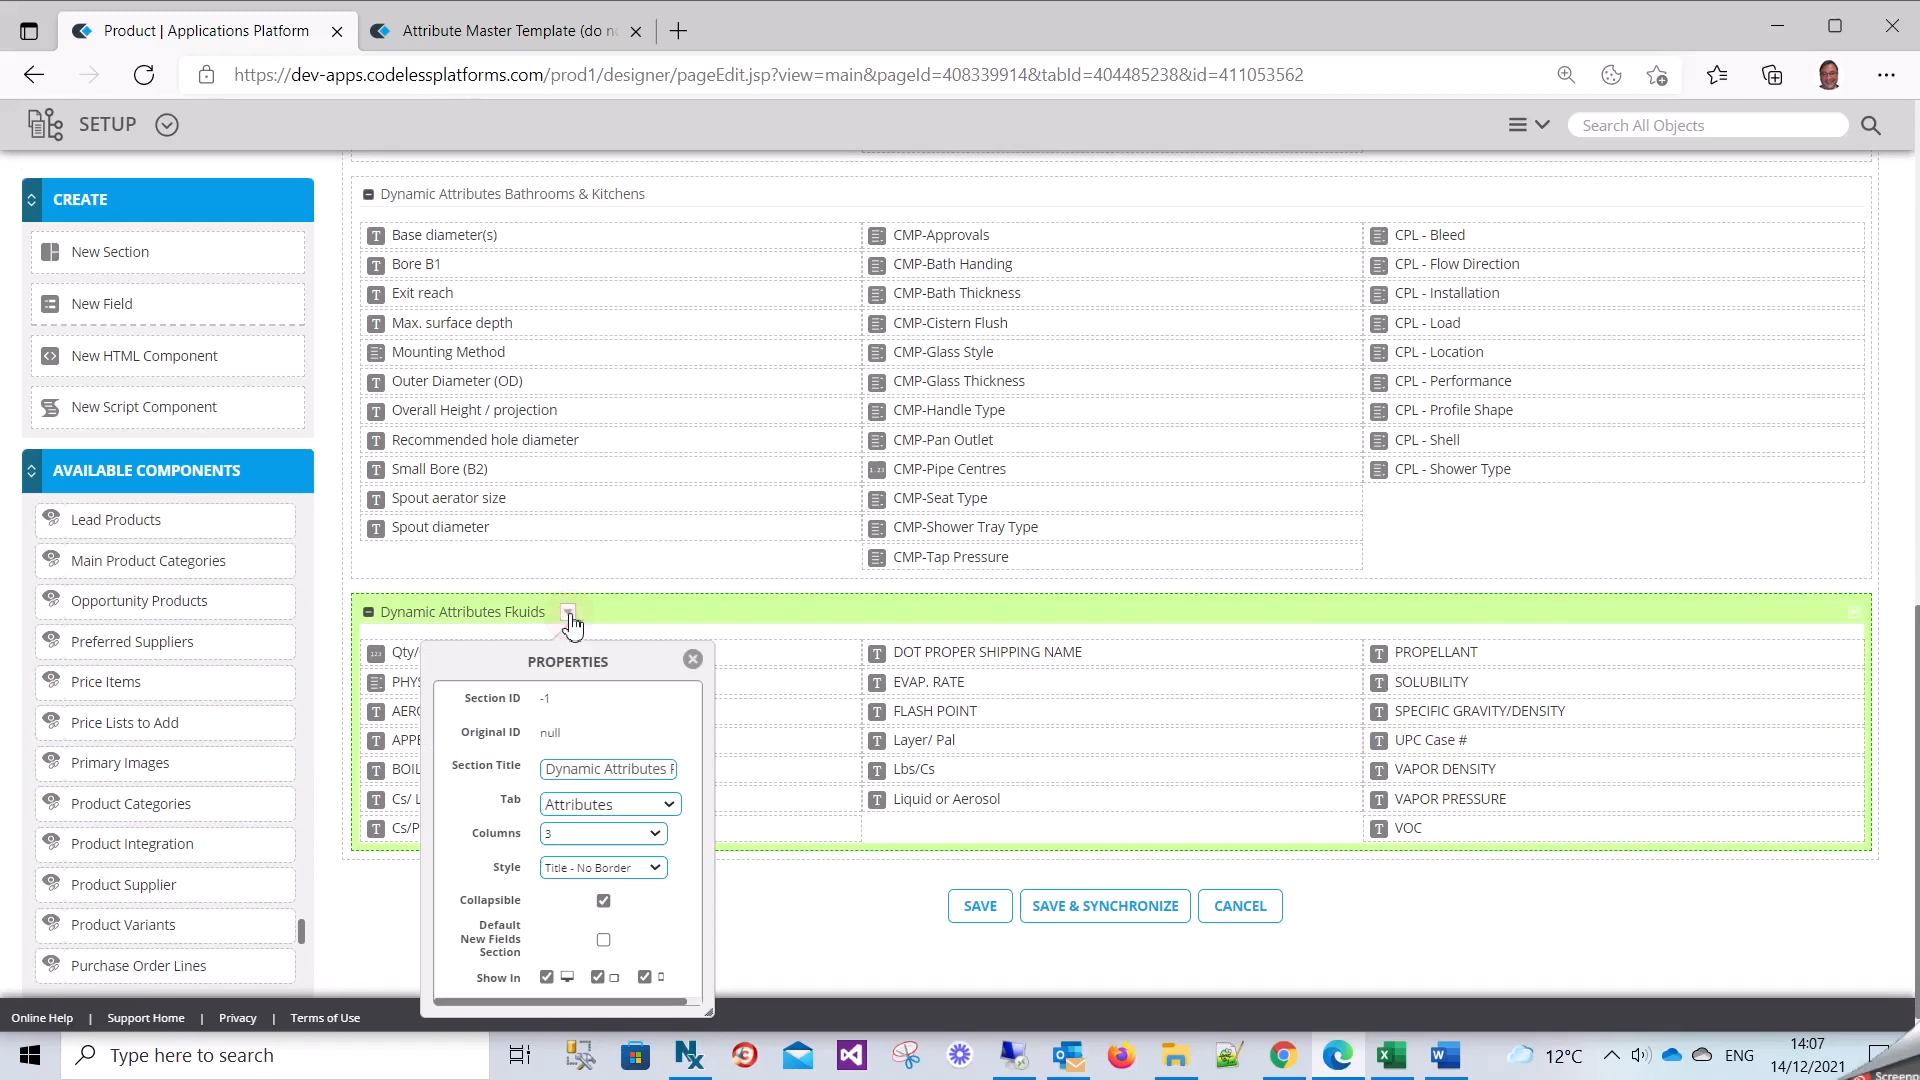 Product | Applications Platform
Attribute Master Template (do n
https://dev-apps.codelessplatforms.com/prod1/designer/pageEdit.jsp?view=main&pageId=408339914&tabId=404485238&id=411053562
SETUP
Search All Objects
CREATE
New Section
New Field
New HTML Component
New Script Component
AVAILABLE COMPONENTS
Lead Products
Main Product Categories
Opportunity Products
Preferred Suppliers
Price Items
Price Lists to Add
Primary Images
Product Categories
Product Integration
Product Supplier
Product Variants
Purchase Order Lines
Dynamic Attributes Bathrooms & Kitchens
Base diameter(s)
Bore B1
Exit reach
Max. surface depth
Mounting Method
Outer Diameter (OD)
Overall Height / projection
Recommended hole diameter
Small Bore (B2)
Spout aerator size
Spout diameter
CMP-Approvals
CMP-Bath Handing
CMP-Bath Thickness
CMP-Cistern Flush
CMP-Glass Style
CMP-Glass Thickness
CMP-Handle Type
CMP-Pan Outlet
CMP-Pipe Centres
CMP-Seat Type
CMP-Shower Tray Type
CMP-Tap Pressure
CPL - Bleed
CPL - Flow Direction
CPL - Installation
CPL - Load
CPL - Location
CPL - Performance
CPL - Profile Shape
CPL - Shell
CPL - Shower Type
Dynamic Attributes Fkuids
Qty/
PHYS
AERO
APPE
BOIL
Cs/ L
Cs/P
DOT PROPER SHIPPING NAME
EVAP. RATE
FLASH POINT
Layer/ Pal
Lbs/Cs
Liquid or Aerosol
PROPELLANT
SOLUBILITY
SPECIFIC GRAVITY/DENSITY
UPC Case #
VAPOR DENSITY
VAPOR PRESSURE
VOC
PROPERTIES
Section ID -1
Original ID null
Section Title Dynamic Attributes F
Tab Attributes
Columns 3
Style Title - No Border
Collapsible
Default
New Fields
Section
Show In
SAVE
SAVE & SYNCHRONIZE
CANCEL
Online Help | Support Home | Privacy | Terms of Use
Type here to search
12°C
ENG
14:07
14/12/2021